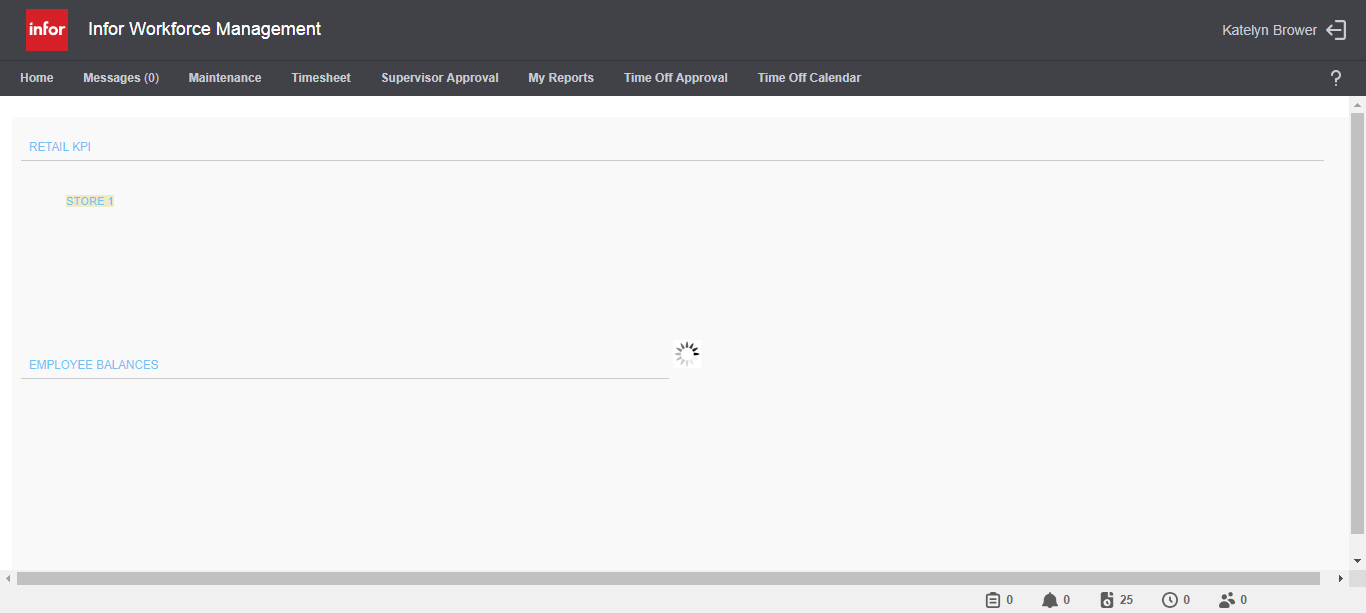 infor
Infor Workforce Management
Katelyn Brower
Home Messages (0) Maintenance Timesheet Supervisor Approval My Reports Time Off Approval Time Off Calendar ?
RETAIL KPI
STORE 1
EMPLOYEE BALANCES
0 0 25 0 0